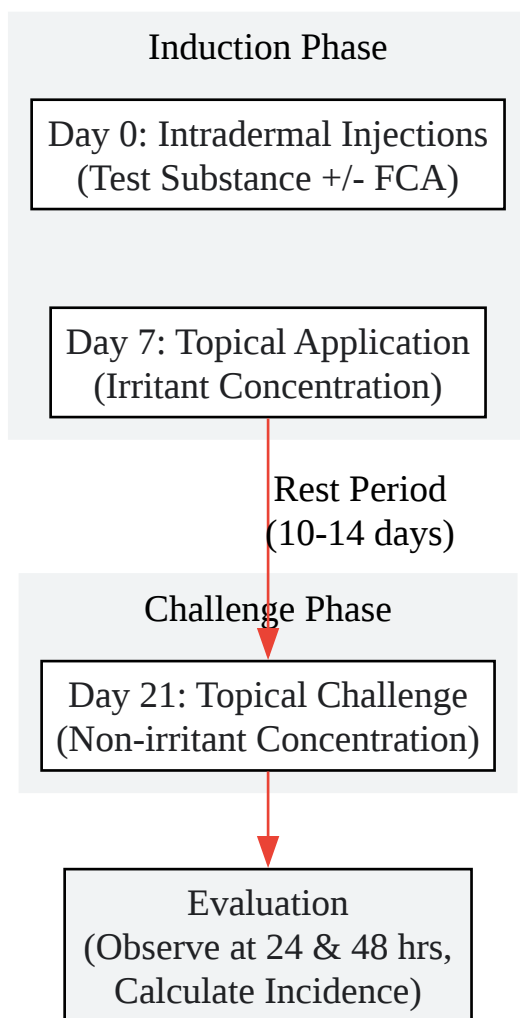 Induction Phase
Day 0: Intradermal Injections
(Test Substance +/- FCA)
Day 7: Topical Application
(Irritant Concentration)
Rest Period
(10-14 days)
Challenge Phase
Day 21: Topical Challenge
(Non-irritant Concentration)
Evaluation
(Observe at 24 & 48 hrs,
Calculate Incidence)